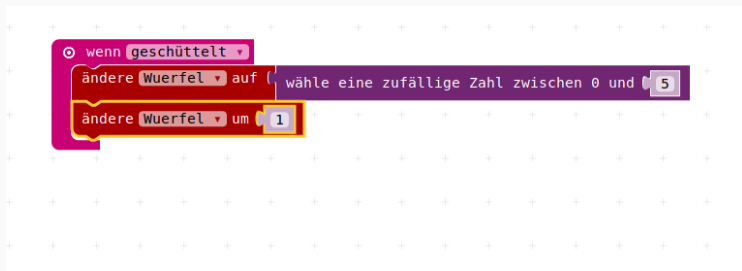 wenn geschüttelt
ändere Wuerfel auf wähle eine zufällige Zahl zwischen 0 und 5
ändere Wuerfel um 1